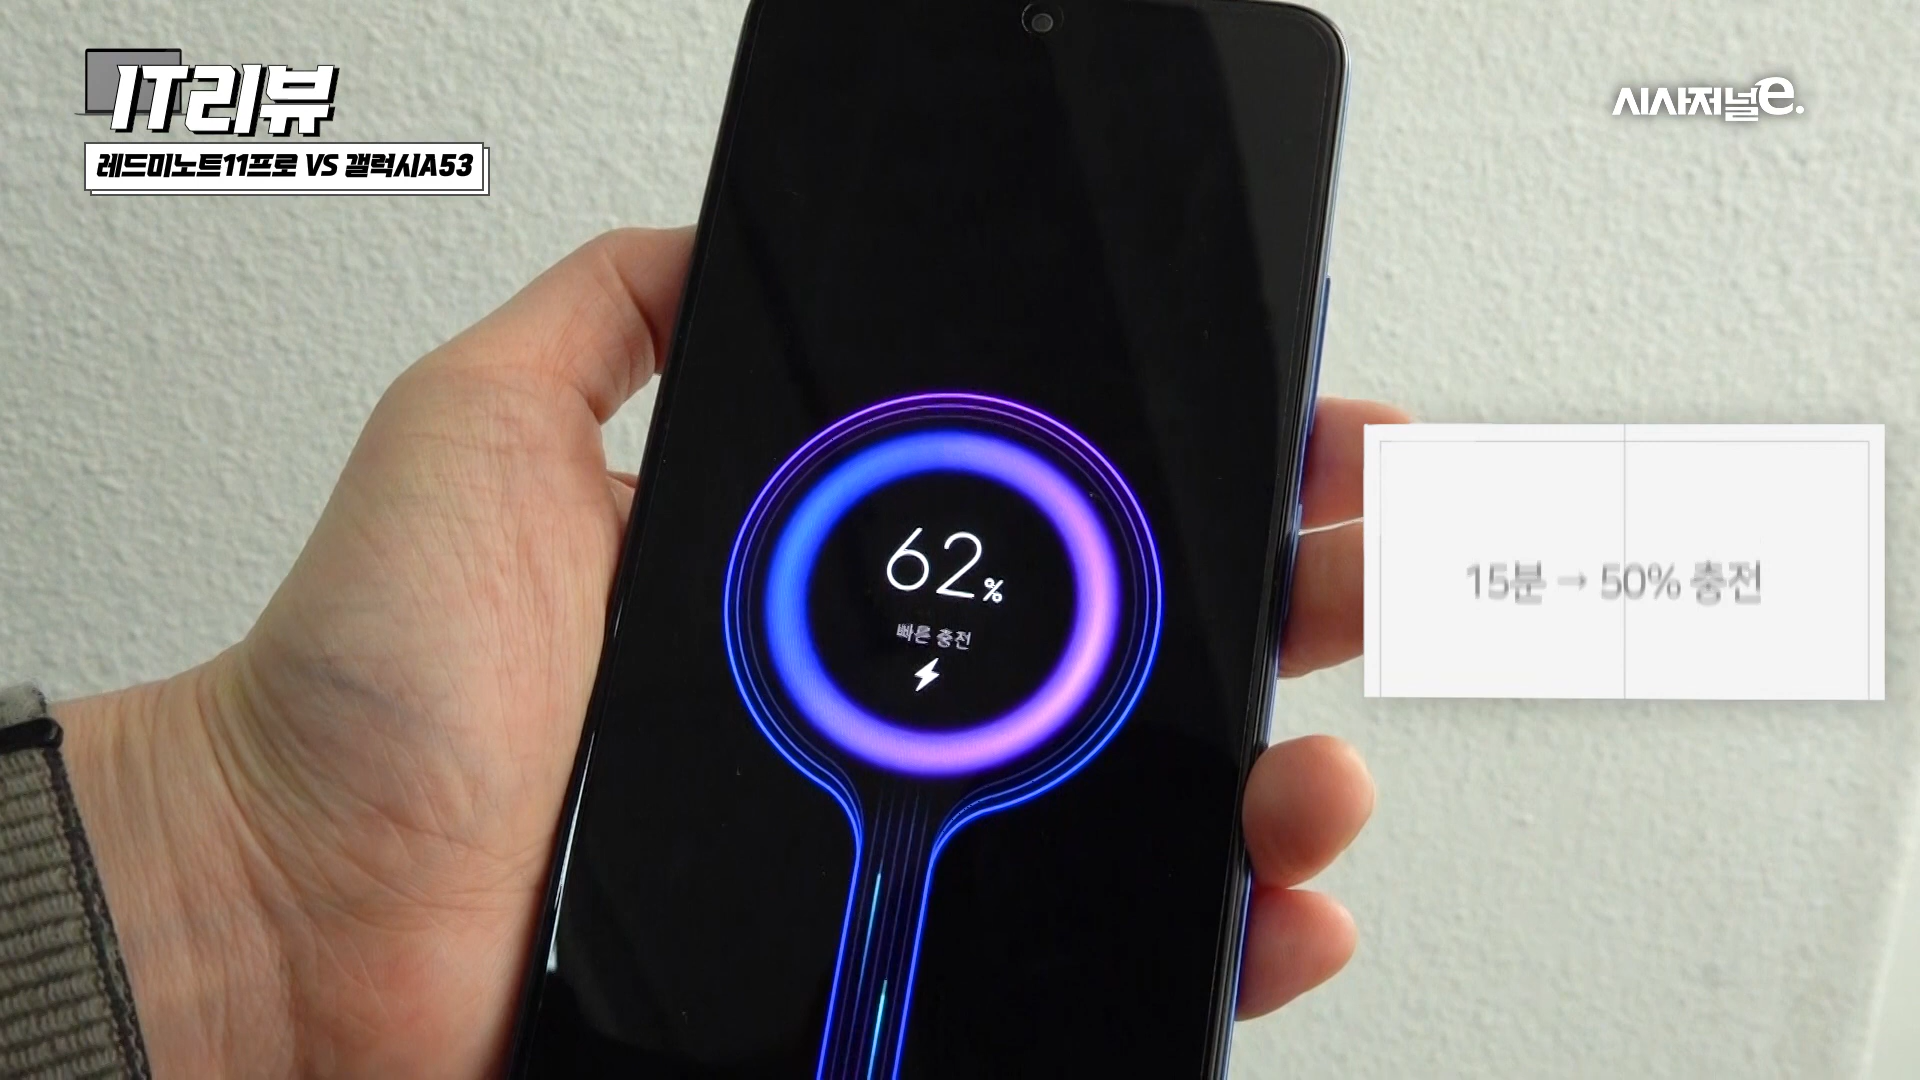 IT리뷰
레드미노트11프로 VS 갤럭시A53
시사저널e.
62%
빠른 충전
15분 → 50% 충전